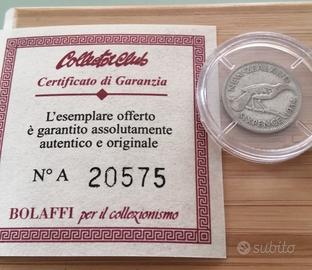 Collector Club
Certificato di Garanzia
L'esemplare offerto
è garantito assolutamente
autentico e originale
N° A 20575
BOLAFFI per il collezionismo
NEW ZEALAND
SIXPENCE
subito